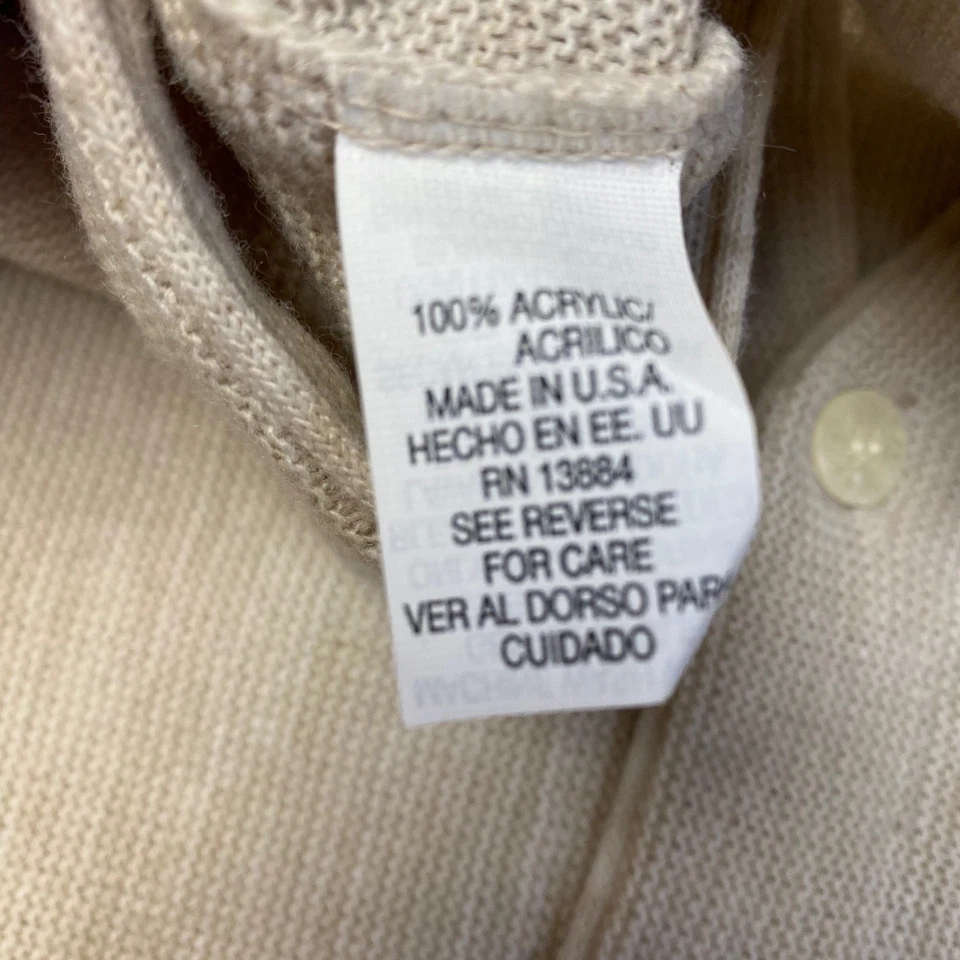 100% ACRYLIC/
ACRILICO
MADE IN U.S.A.
HECHO EN EE. UU
RN 13884
SEE REVERSE
FOR CARE
VER AL DORSO PAR
CUIDADO